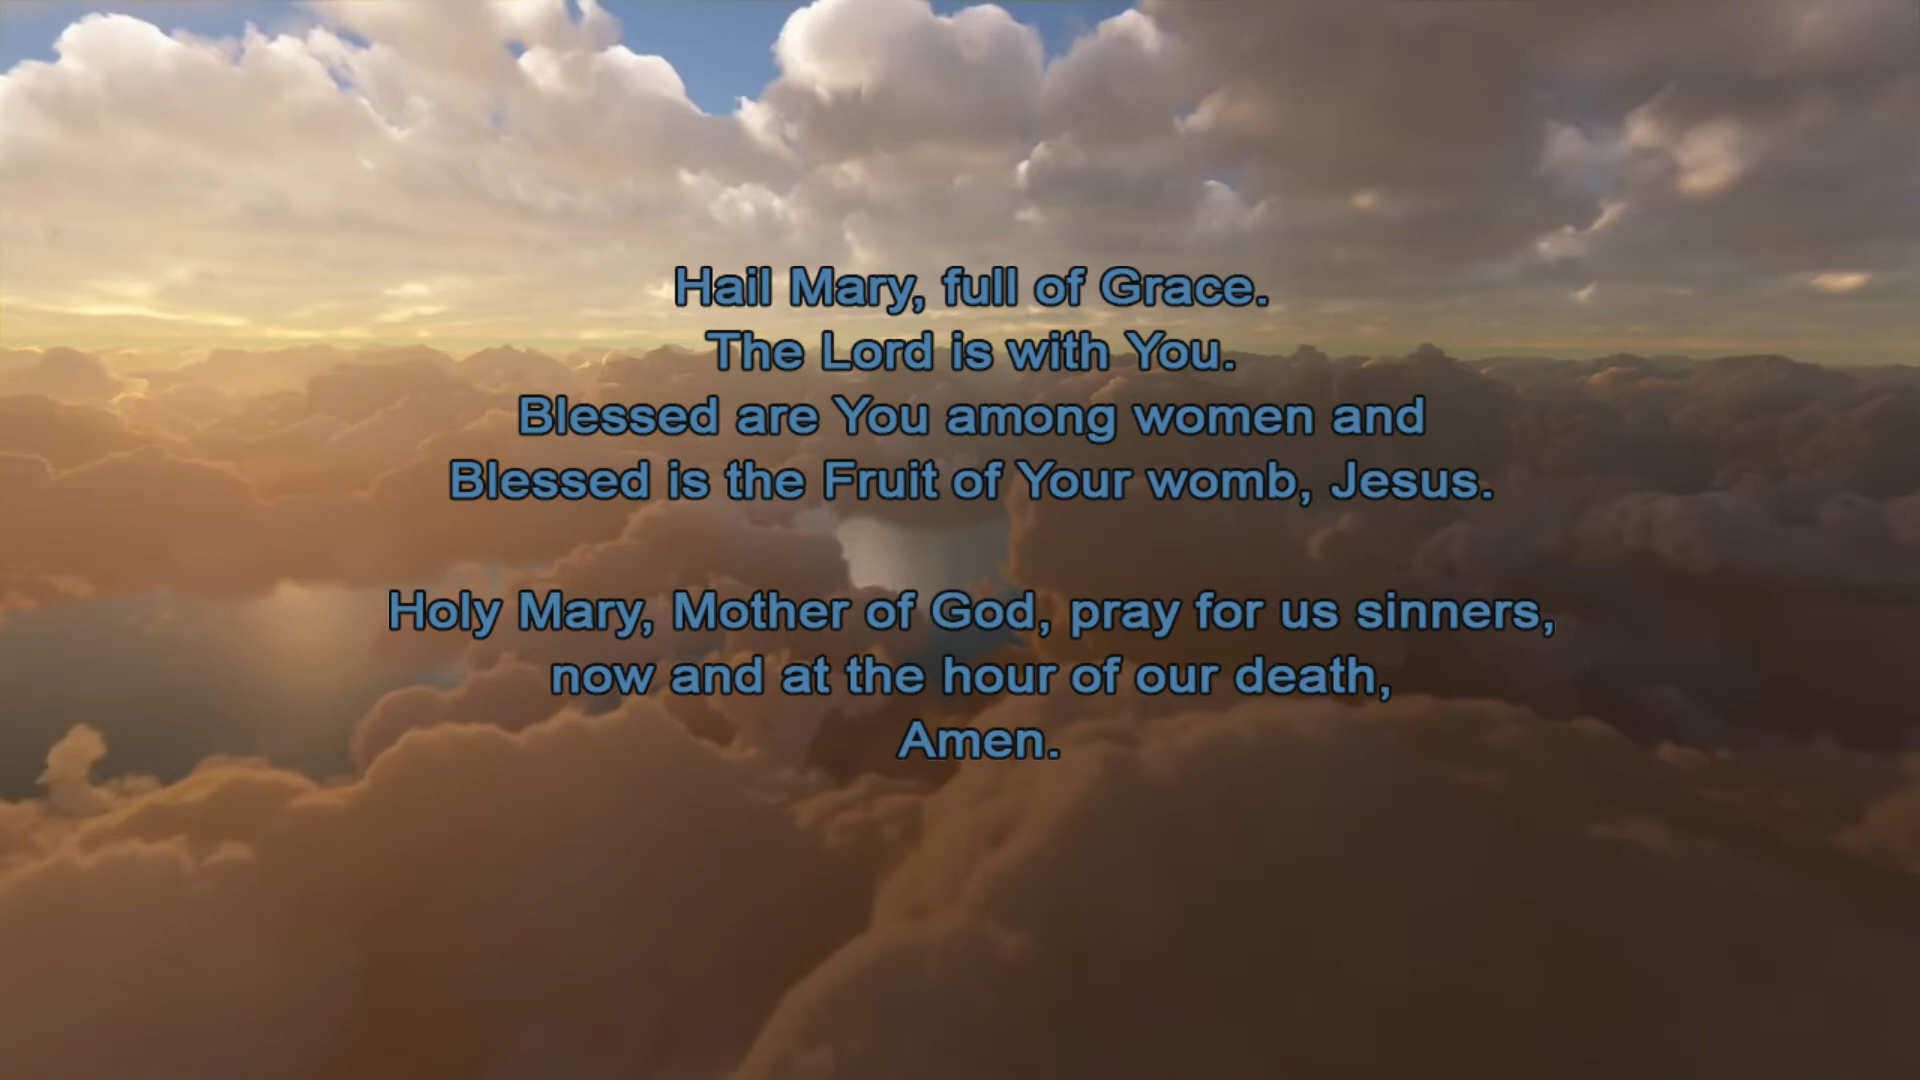 Hail Mary, full of Grace.
The Lord is with You.
Blessed are You among women and
Blessed is the Fruit of Your womb, Jesus.
Holy Mary, Mother of God, pray for us sinners,
now and at the hour of our death,
Amen.